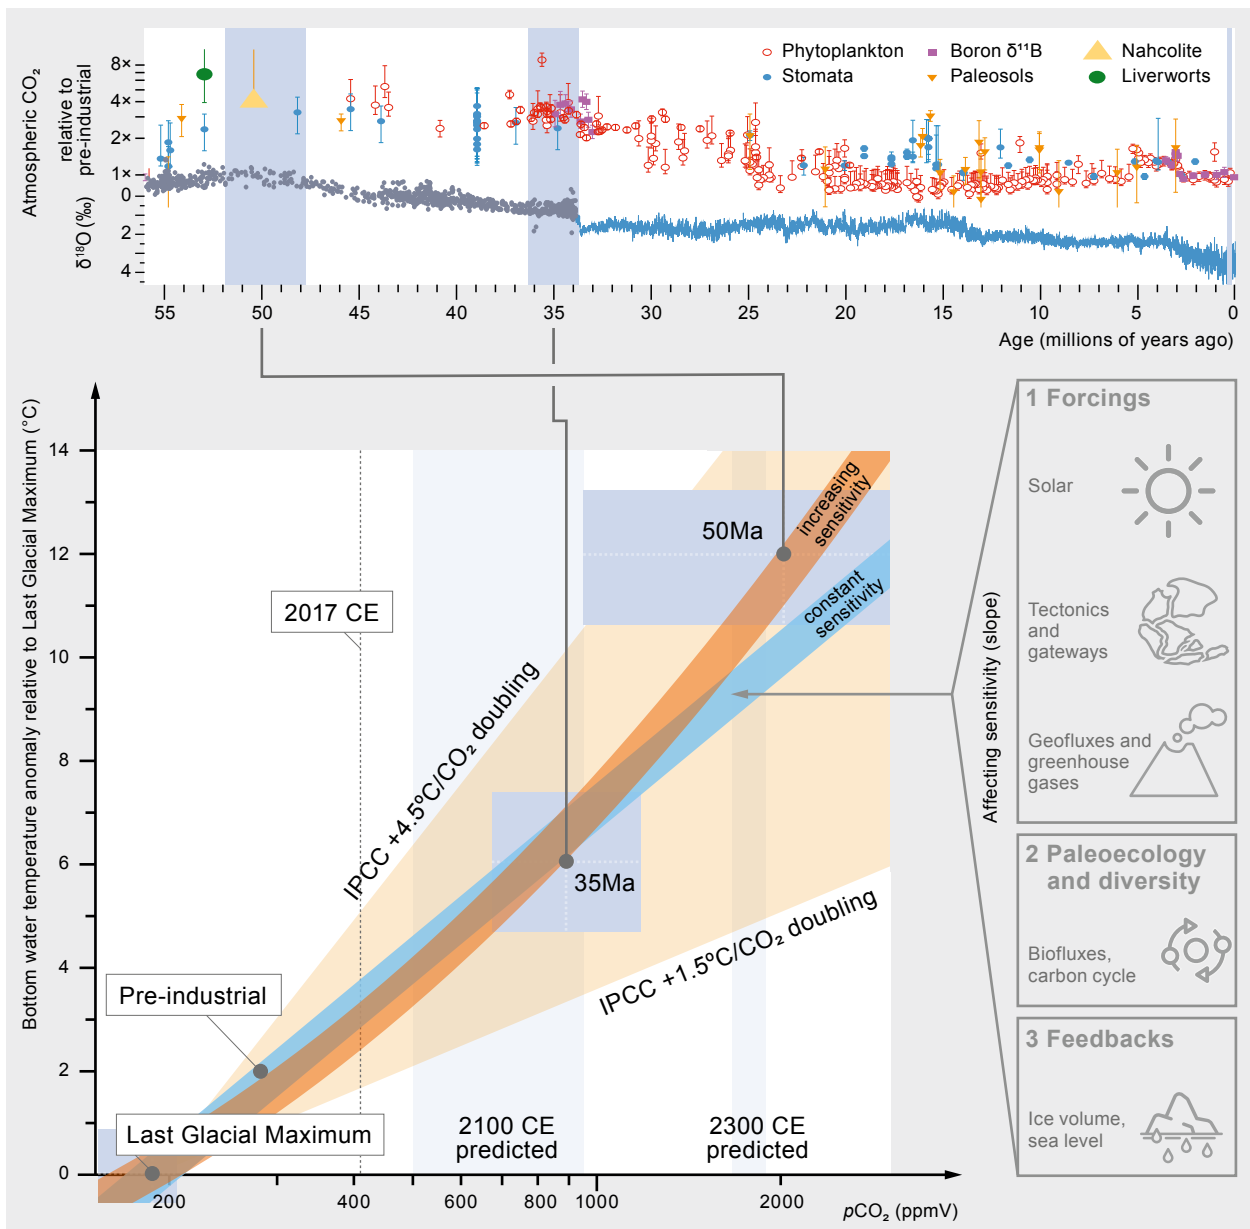 Atmospheric CO₂
relative to
pre-industrial
8×
4×
2×
1×
δ¹⁸O (‰)
0
2
4
Phytoplankton
Boron δ¹¹B
Nahcolite
Stomata
Paleosols
Liverworts
55
50
45
40
35
30
25
20
15
10
5
0
Age (millions of years ago)
Bottom water temperature anomaly relative to Last Glacial Maximum (°C)
14
12
10
8
6
4
2
0
2017 CE
50Ma
increasing
sensitivity
constant
sensitivity
IPCC +4.5ºC/CO₂ doubling
35Ma
IPCC +1.5ºC/CO₂ doubling
Pre-industrial
Last Glacial Maximum
2100 CE
predicted
2300 CE
predicted
200
400
600
800
1000
2000
pCO₂ (ppmV)
Affecting sensitivity (slope)
1 Forcings
Solar
Tectonics
and
gateways
Geofluxes and
greenhouse
gases
2 Paleoecology
and diversity
Biofluxes,
carbon cycle
3 Feedbacks
Ice volume,
sea level